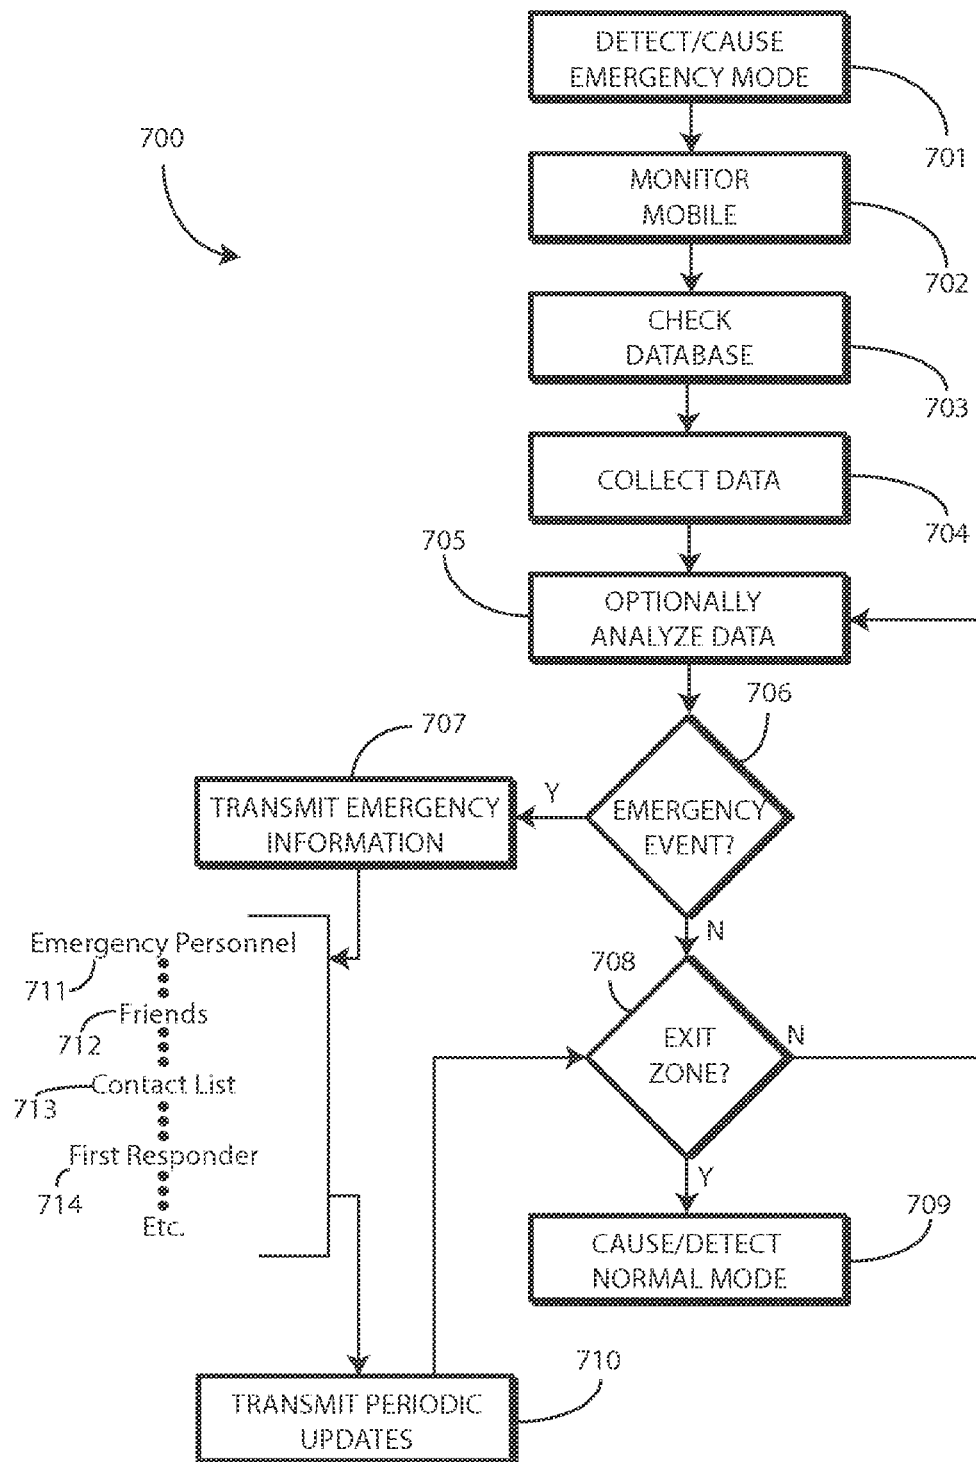 DETECT/CAUSE
EMERGENCY MODE
701
700
MONITOR
MOBILE
702
CHECK
DATABASE
703
COLLECT DATA
704
705
OPTIONALLY
ANALYZE DATA
706
707
TRANSMIT EMERGENCY
INFORMATION
Y
EMERGENCY
EVENT?
N
Emergency Personnel
711
Friends
712
Contact List
713
First Responder
714
Etc.
708
EXIT
ZONE?
N
Y
709
CAUSE/DETECT
NORMAL MODE
710
TRANSMIT PERIODIC
UPDATES